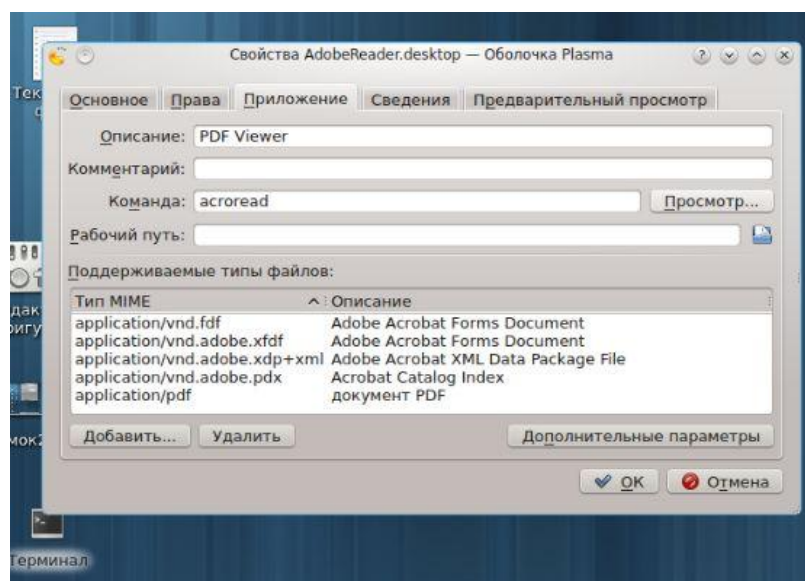 Свойства AdobeReader.desktop — Оболочка Plasma
Основное Права Приложение Сведения Предварительный просмотр
Описание: PDF Viewer
Комментарий:
Команда: acroread Просмотр...
Рабочий путь:
Поддерживаемые типы файлов:
Тип MIME Описание
application/vnd.fdf Adobe Acrobat Forms Document
application/vnd.adobe.xfdf Adobe Acrobat Forms Document
application/vnd.adobe.xdp+xml Adobe Acrobat XML Data Package File
application/vnd.adobe.pdx Acrobat Catalog Index
application/pdf документ PDF
Добавить... Удалить Дополнительные параметры
ОК Отмена
Терминал